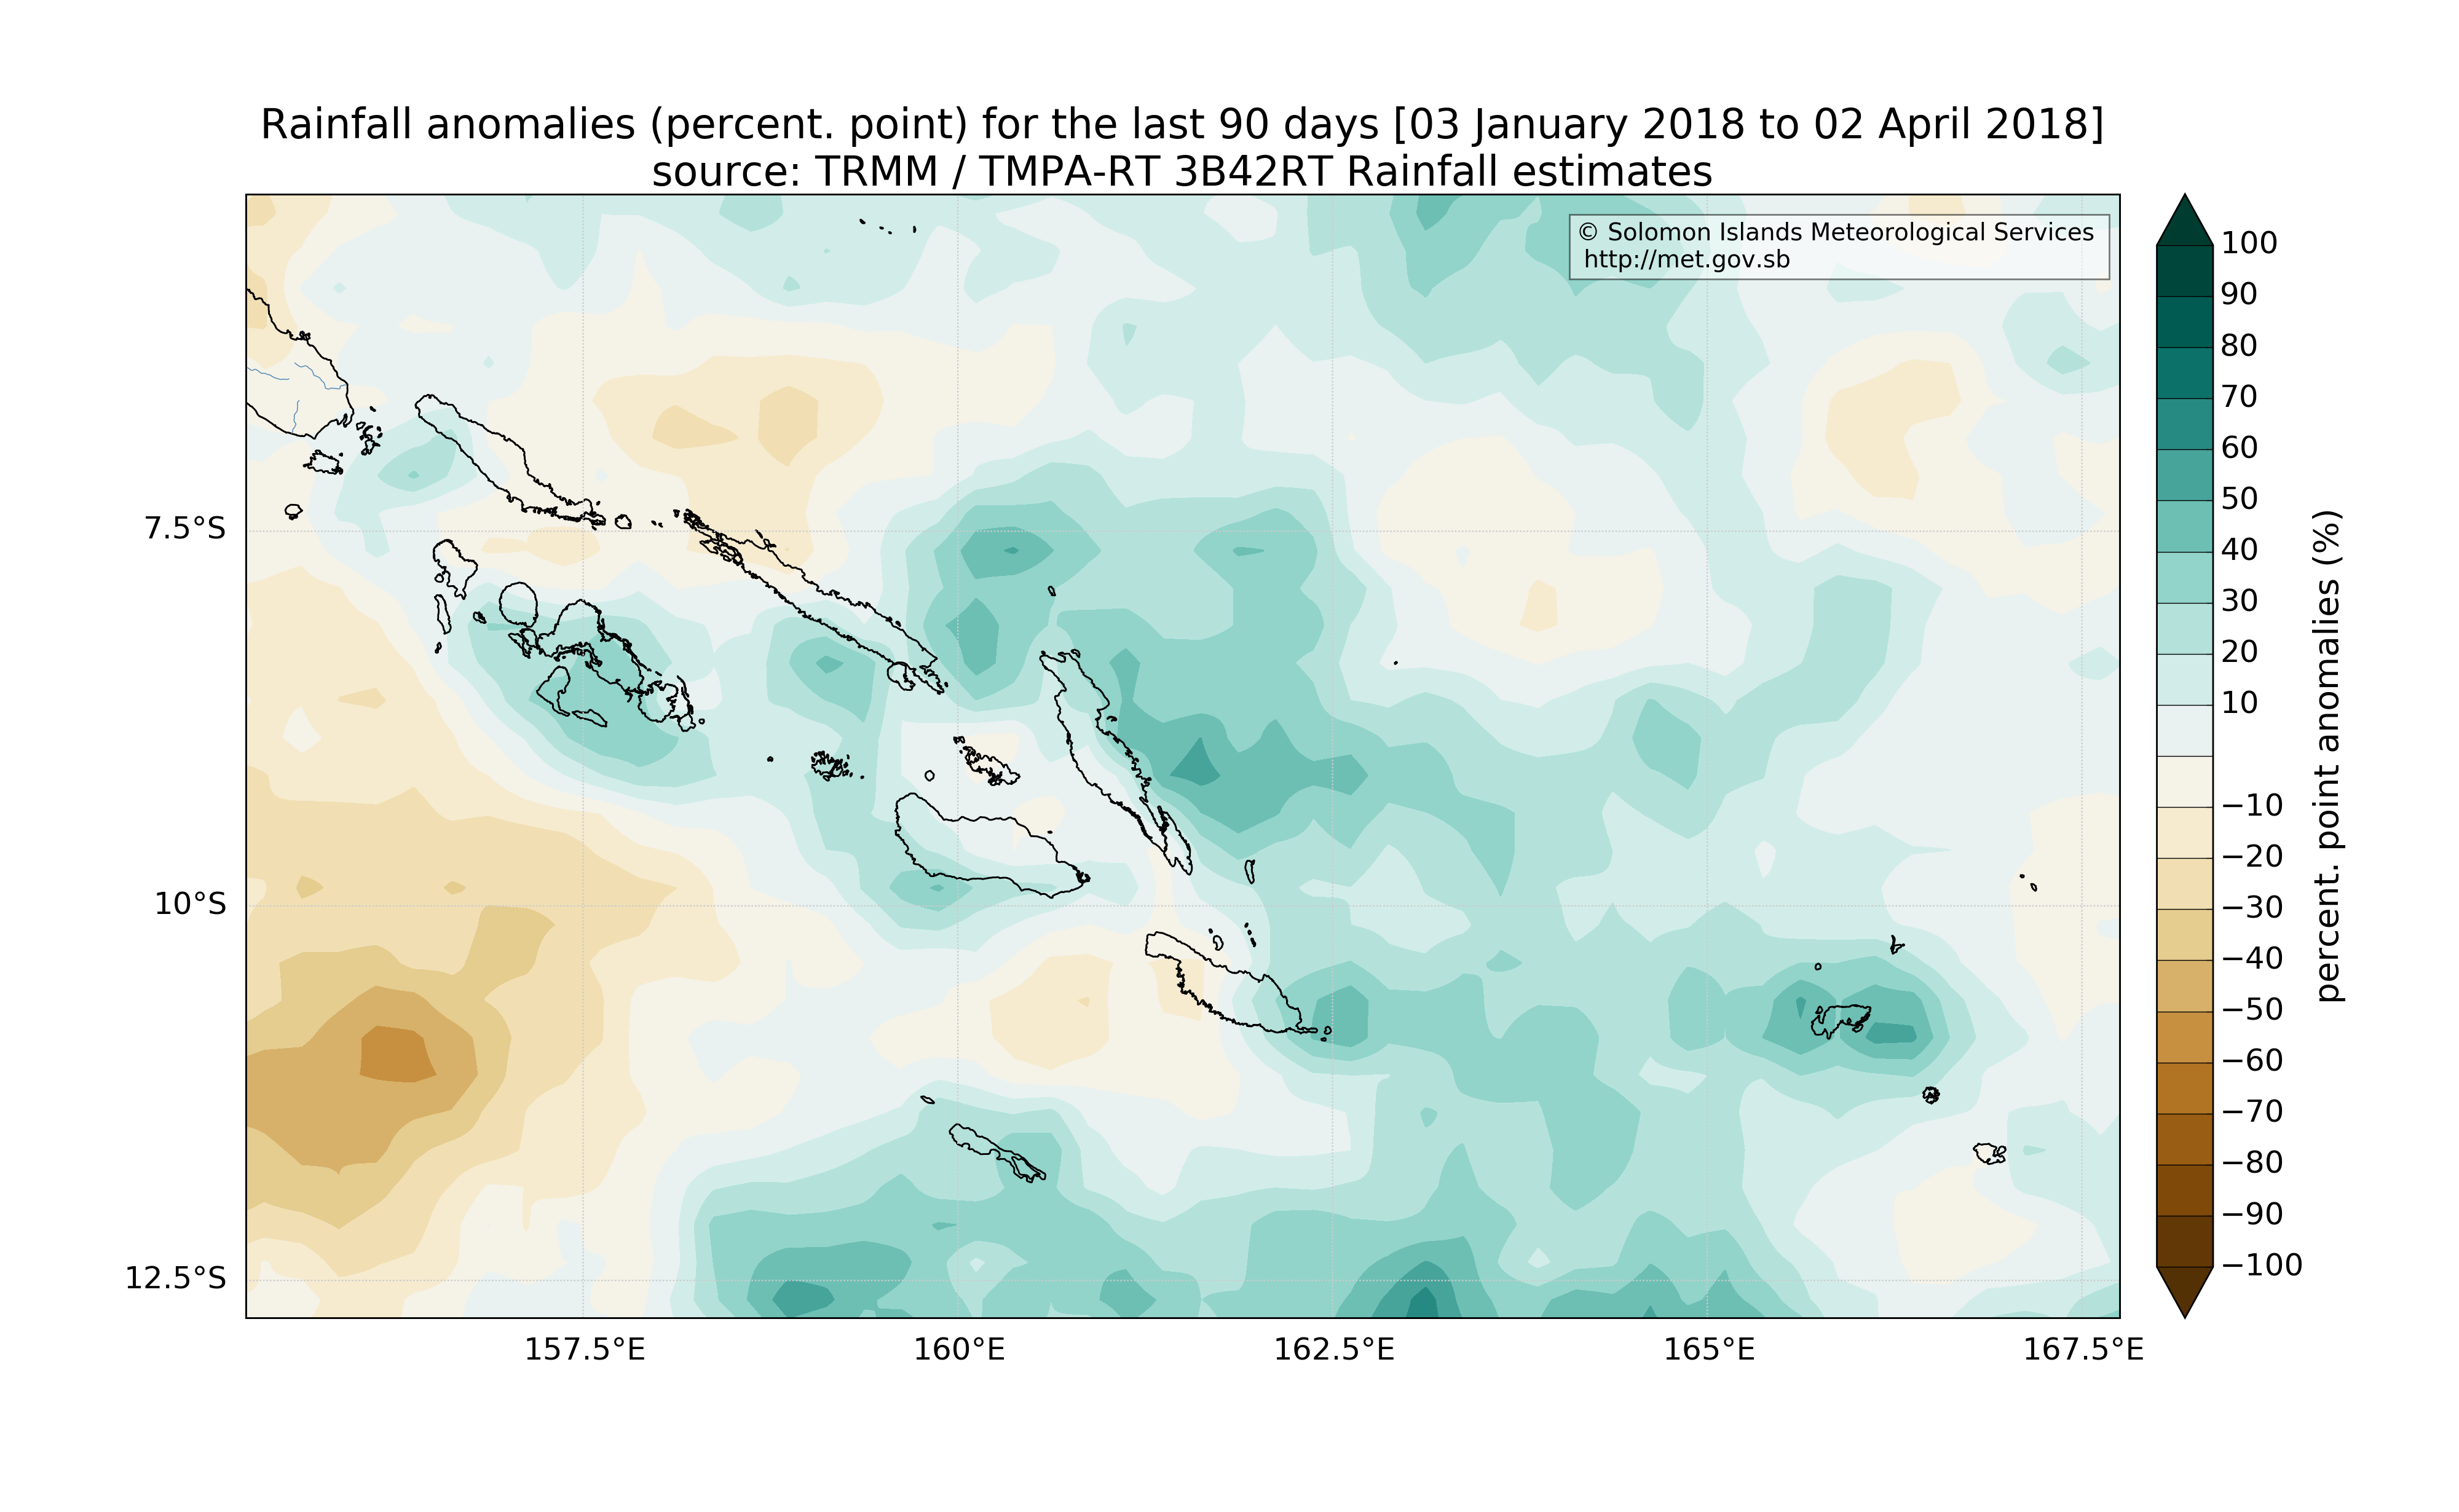 Rainfall anomalies (percent. point) for the last 90 days [03 January 2018 to 02 April 2018]
source: TRMM / TMPA-RT 3B42RT Rainfall estimates
© Solomon Islands Meteorological Services
http://met.gov.sb
7.5°S
10°S
12.5°S
157.5°E
160°E
162.5°E
165°E
167.5°E
100
90
80
70
60
50
40
30
20
10
−10
−20
−30
−40
−50
−60
−70
−80
−90
−100
percent. point anomalies (%)